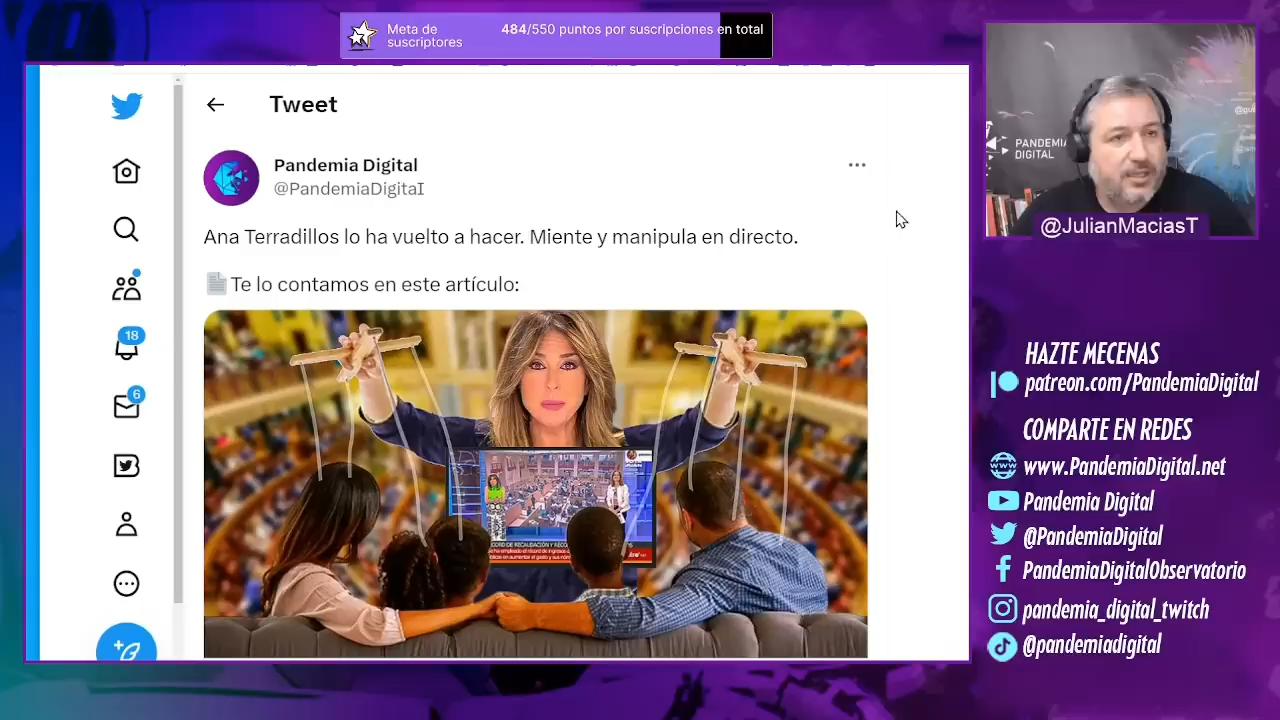 Meta de
suscriptores
484/550 puntos por suscripciones en total
Tweet
Pandemia Digital
@PandemiaDigitaI
18
6
Ana Terradillos lo ha vuelto a hacer. Miente y manipula en directo.
Te lo contamos en este artículo:
PANDEMIA
DIGITAL
@JulianMaciasT
HAZTE MECENAS
patreon.com/PandemiaDigital
COMPARTE EN REDES
www.PandemiaDigital.net
Pandemia Digital
@PandemiaDigital
PandemiaDigitalObservatorio
pandemia_digital_twitch
@pandemiadigital